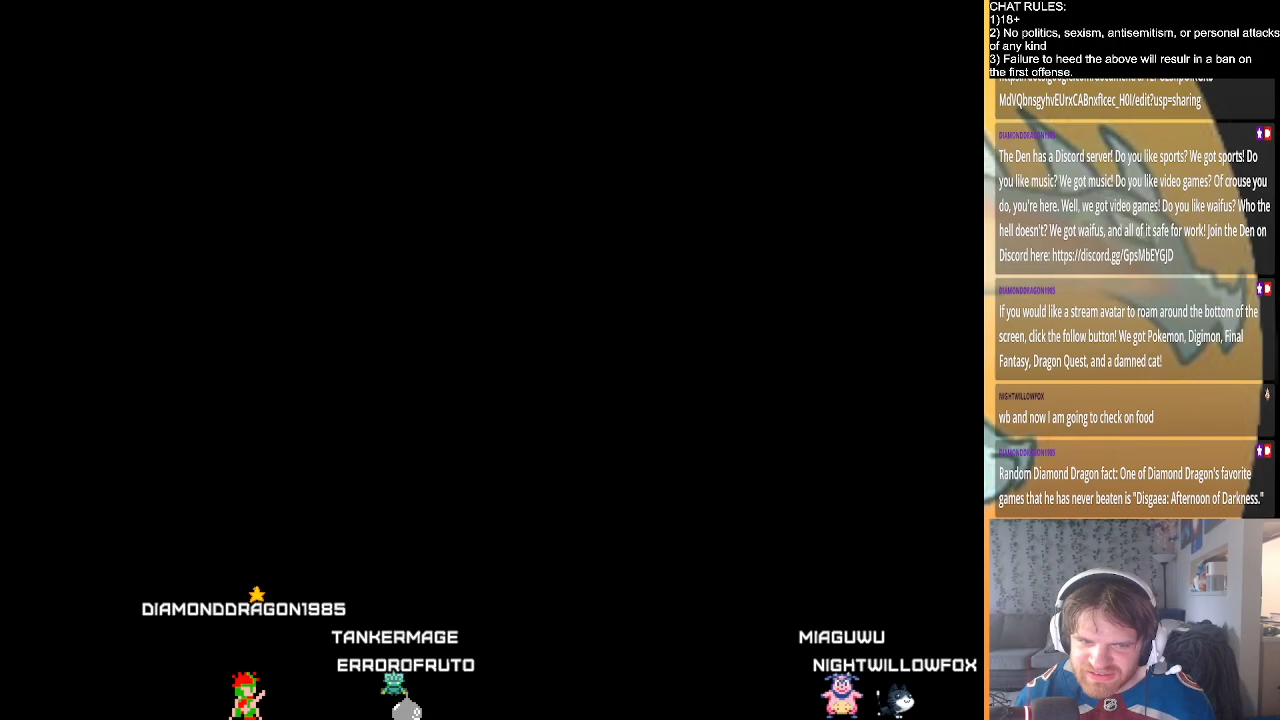 CHAT RULES:
1)18+
2) No politics, sexism, antisemitism, or personal attacks
of any kind
3) Failure to heed the above will resulr in a ban on
the first offense.
DIAMONDDRAGON1985
The Den has a Discord server! Do you like sports? We got sports! Do
you like music? We got music! Do you like video games? Of crouse you
do, you're here. Well, we got video games! Do you like waifus? Who the
hell doesn't? We got waifus, and all of it safe for work! Join the Den on
Discord here: https://discord.gg/GpsMbEYGJD
DIAMONDDRAGON1985
If you would like a stream avatar to roam around the bottom of the
screen, click the follow button! We got Pokemon, Digimon, Final
Fantasy, Dragon Quest, and a damned cat!
NIGHTWILLOWFOX
wb and now I am going to check on food
DIAMONDDRAGON1985
Random Diamond Dragon fact: One of Diamond Dragon's favorite
games that he has never beaten is "Disgaea: Afternoon of Darkness."
DIAMONDDRAGON1985
TANKERMAGE
ERROROFRUTO
MIAGUWU
NIGHTWILLOWFOX